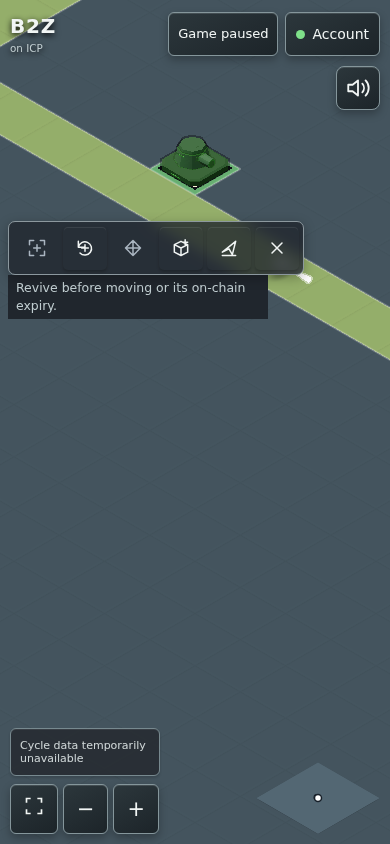 B2Z
on ICP
Game paused
Account
Revive before moving or its on-chain
expiry.
Cycle data temporarily
unavailable